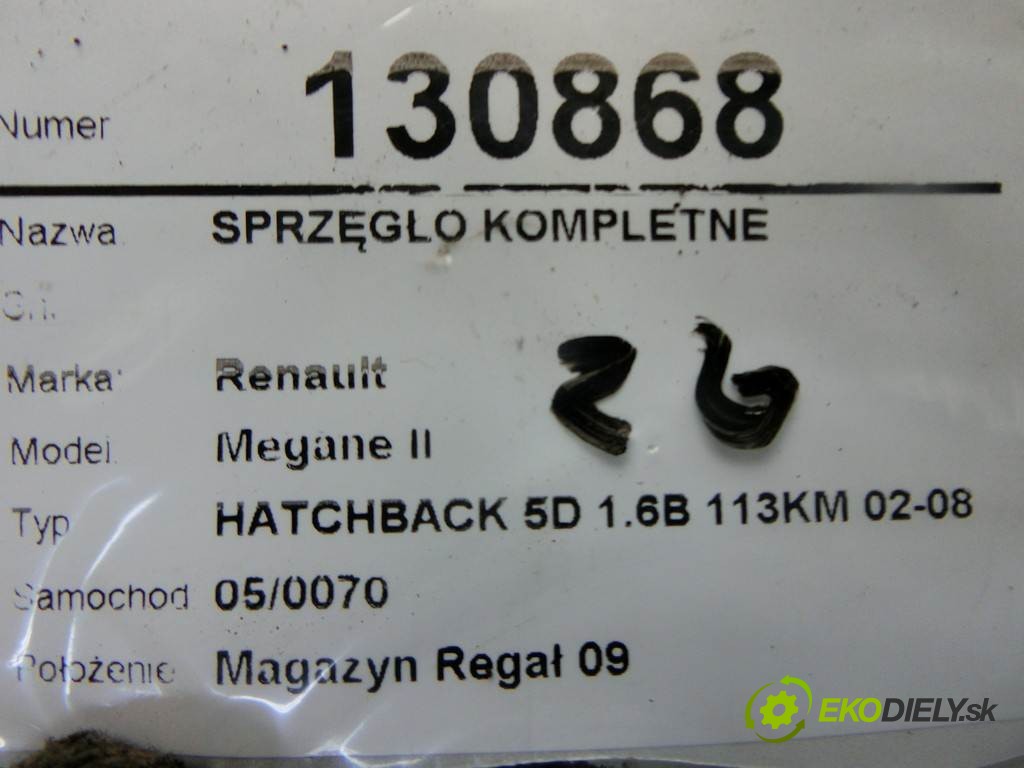 Numer 130868
Nazwa SPRZĘGŁO KOMPLETNE
Marka Renault
Model Megane II
Typ HATCHBACK 5D 1.6B 113KM 02-08
Samochod 05/0070
Położenie Magazyn Regał 09
26
EKODIELY.sk